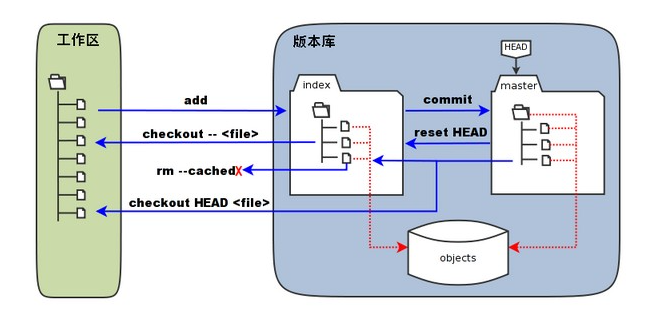 工作区
版本库
HEAD
index
master
add
commit
checkout -- <file>
reset HEAD
rm --cached
X
checkout HEAD <file>
objects